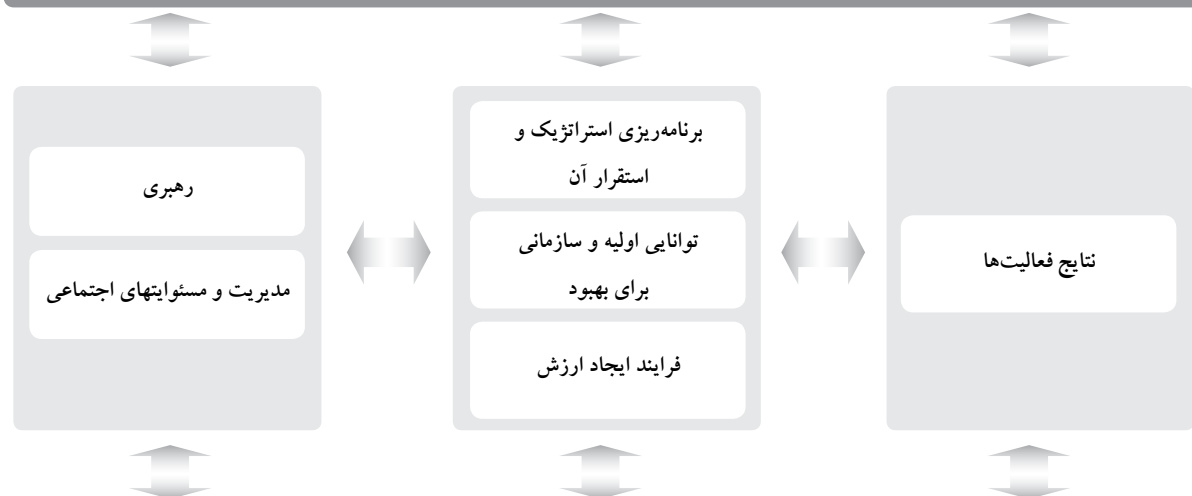 رهبری
مدیریت و مسئوایتهای اجتماعی
برنامه‌ریزی استراتژیک و
استقرار آن
توانایی اولیه و سازمانی
برای بهبود
فرایند ایجاد ارزش
نتایج فعالیت‌ها